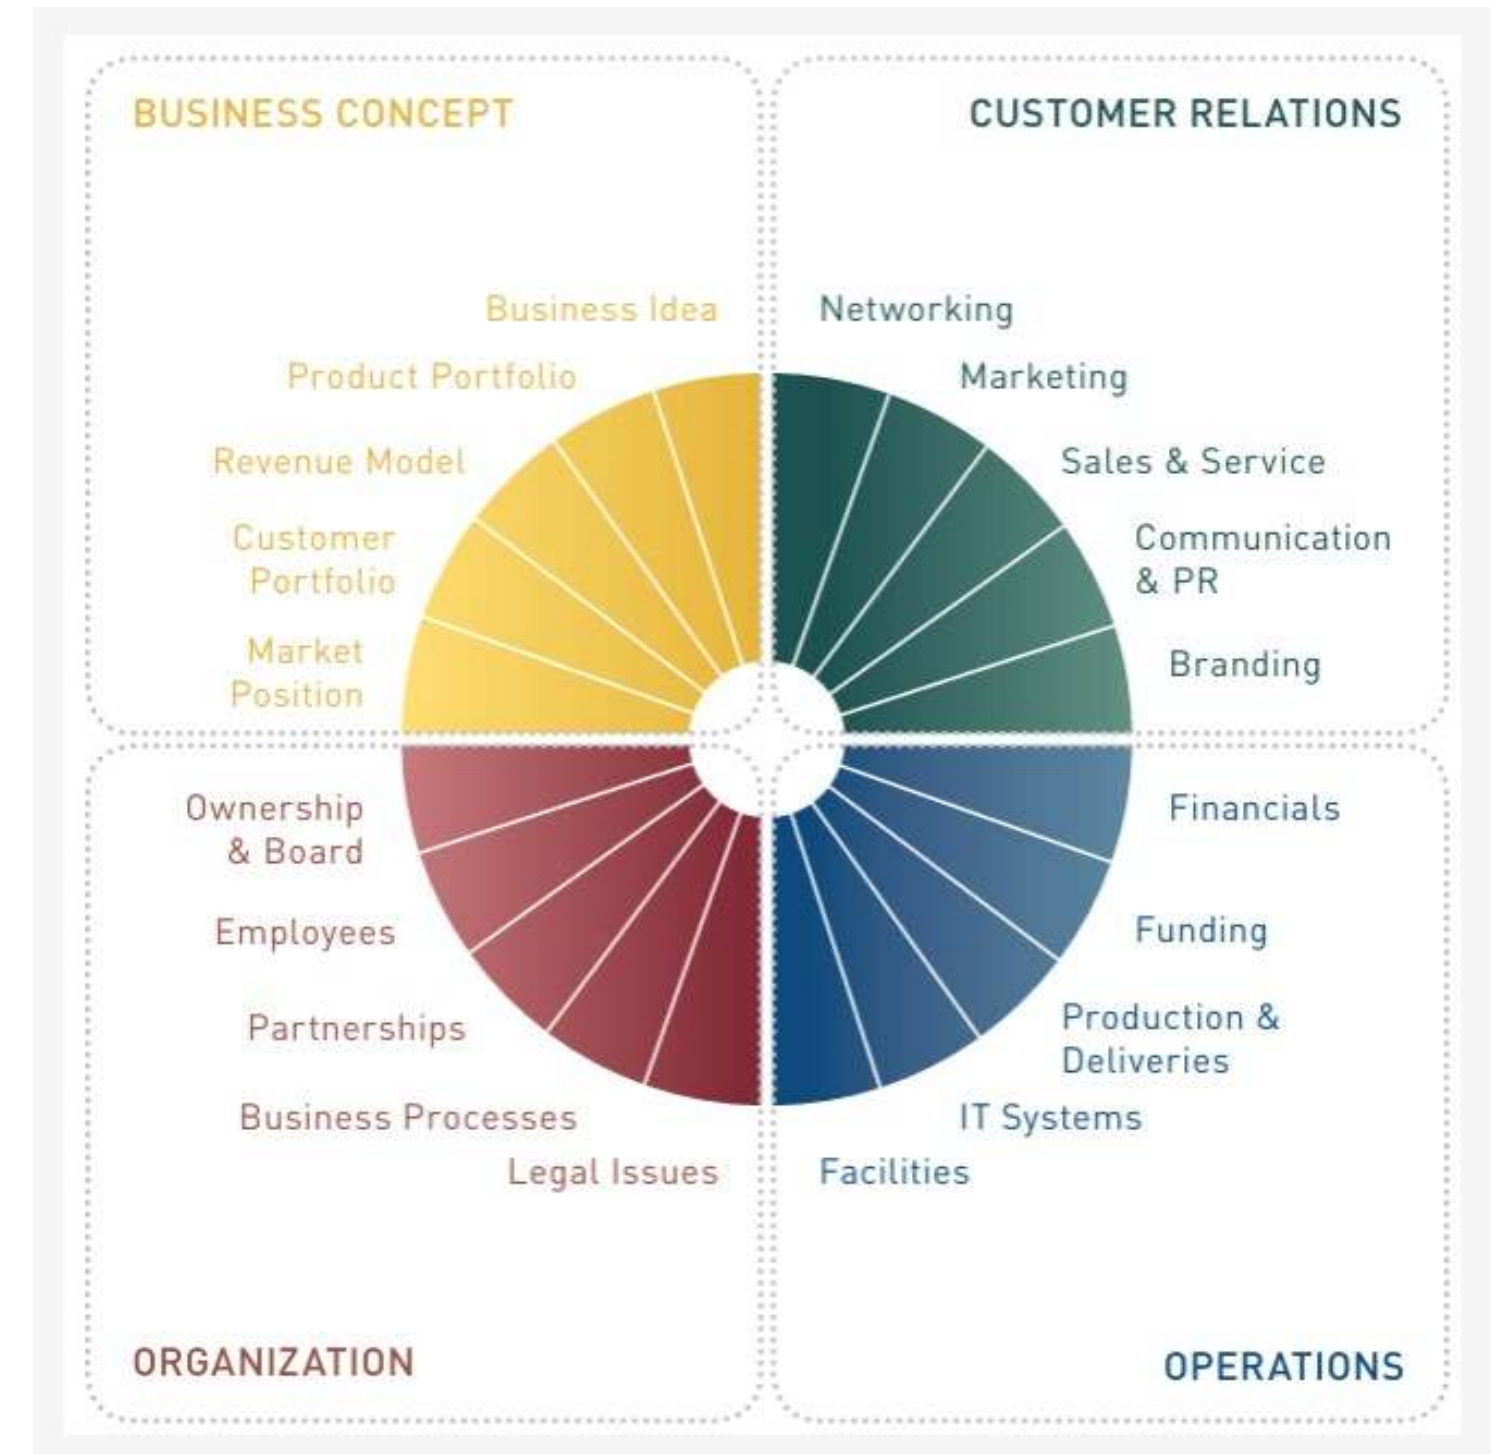 BUSINESS CONCEPT
Business Idea
Product Portfolio
Revenue Model
Customer
Portfolio
Market
Position
CUSTOMER RELATIONS
Networking
Marketing
Sales & Service
Communication
& PR
Branding
Ownership
& Board
Employees
Partnerships
Business Processes
Legal Issues
ORGANIZATION
Financials
Funding
Production &
Deliveries
IT Systems
Facilities
OPERATIONS